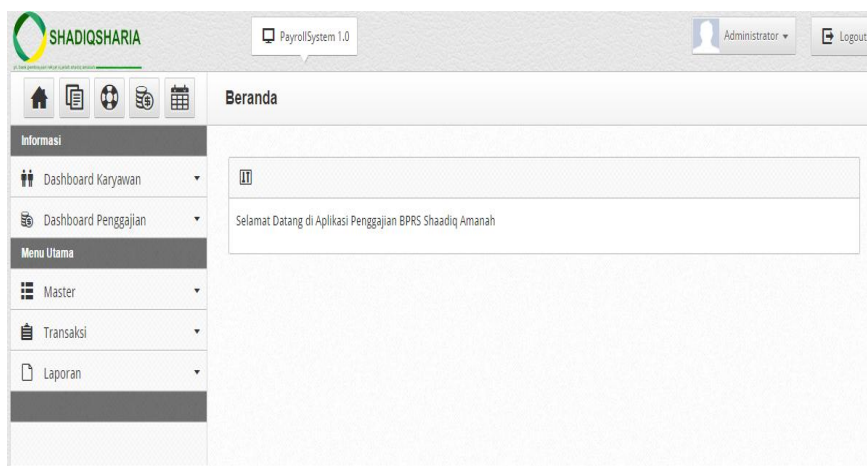 SHADIQSHARIA
PayrollSystem 1.0
Administrator
Logout
Beranda
Informasi
Dashboard Karyawan
Dashboard Penggajian
Menu Utama
Master
Transaksi
Laporan
Selamat Datang di Aplikasi Penggajian BPRS Shaadiq Amanah